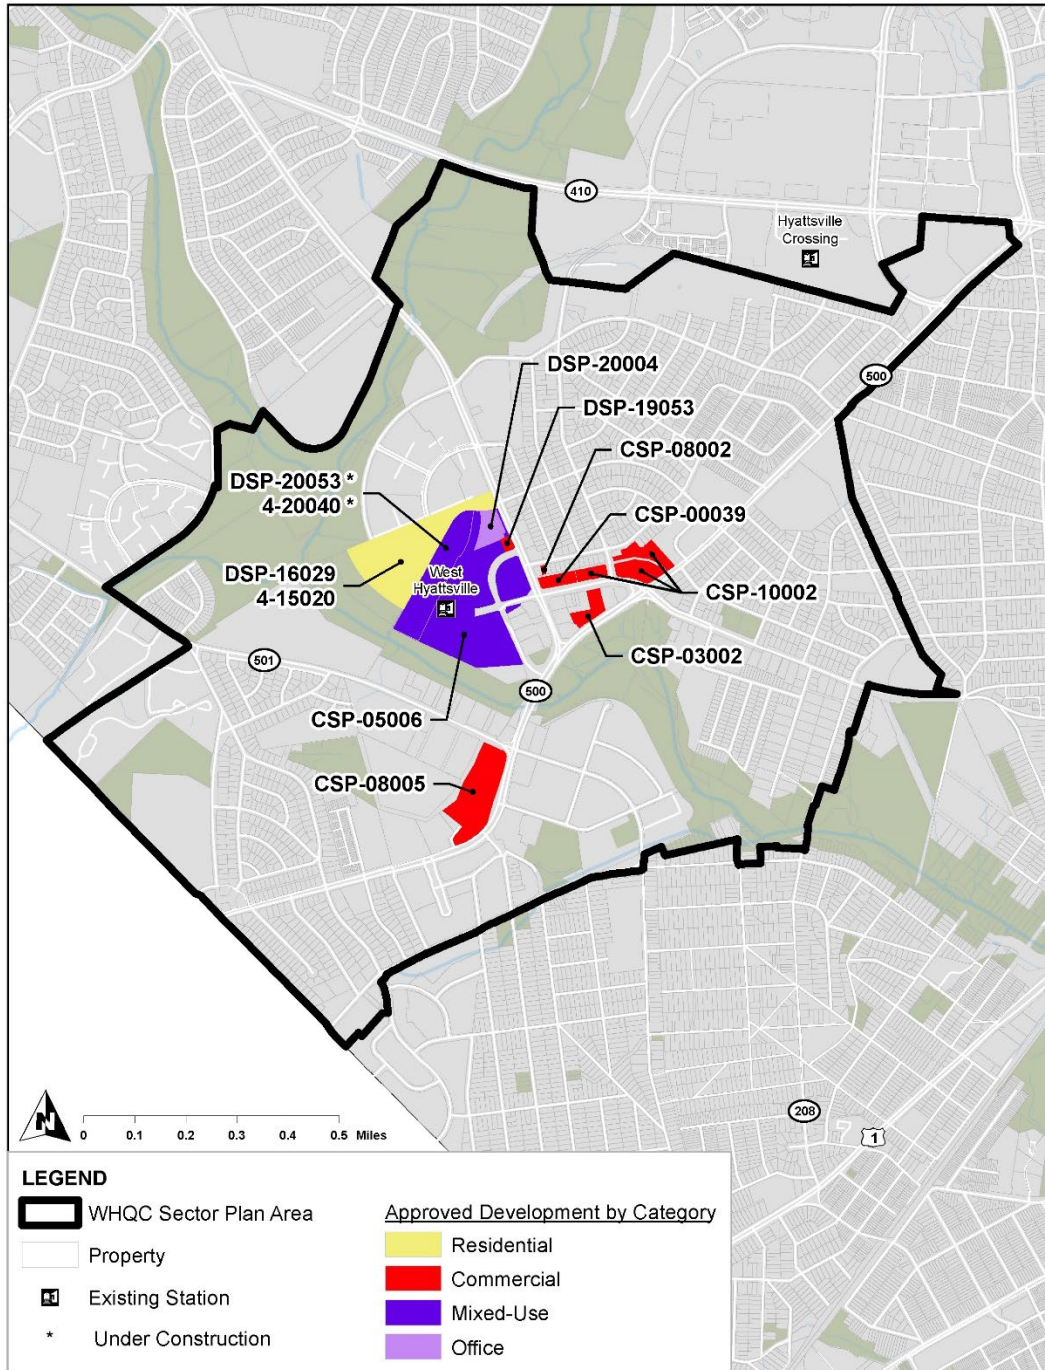 410
Hyattsville
Crossing
500
DSP-20004
DSP-19053
CSP-08002
DSP-20053 *
4-20040 *
CSP-00039
DSP-16029
4-15020
West
Hyattsville
CSP-10002
CSP-03002
501
500
CSP-05006
CSP-08005
N
0 0.1 0.2 0.3 0.4 0.5 Miles
208
1
LEGEND
WHQC Sector Plan Area
Property
Existing Station
* Under Construction
Approved Development by Category
Residential
Commercial
Mixed-Use
Office